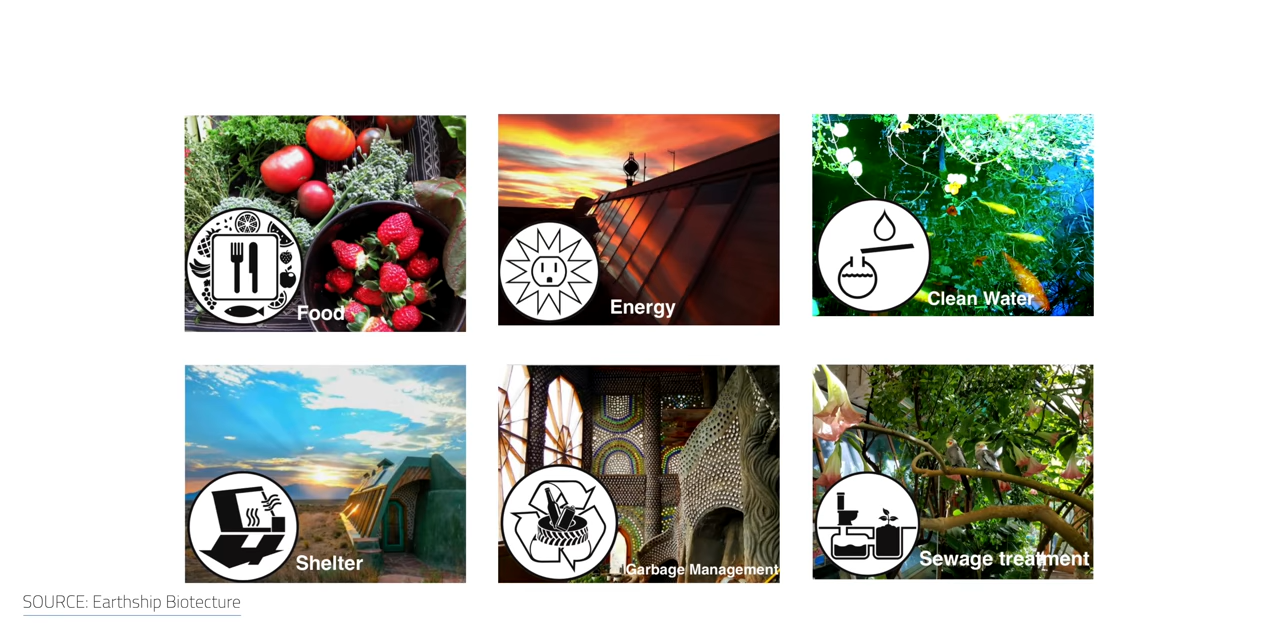 Food
Energy
Clean Water
Shelter
Garbage Management
Sewage treatment
SOURCE: Earthship Biotecture